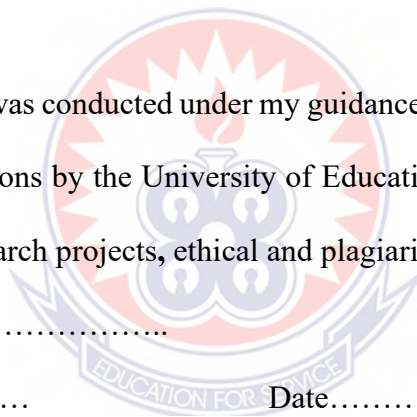 was conducted under my guidance
ons by the University of Educati
arch projects, ethical and plagiari
………………..
EDUCATION FOR SERVICE
… Date………